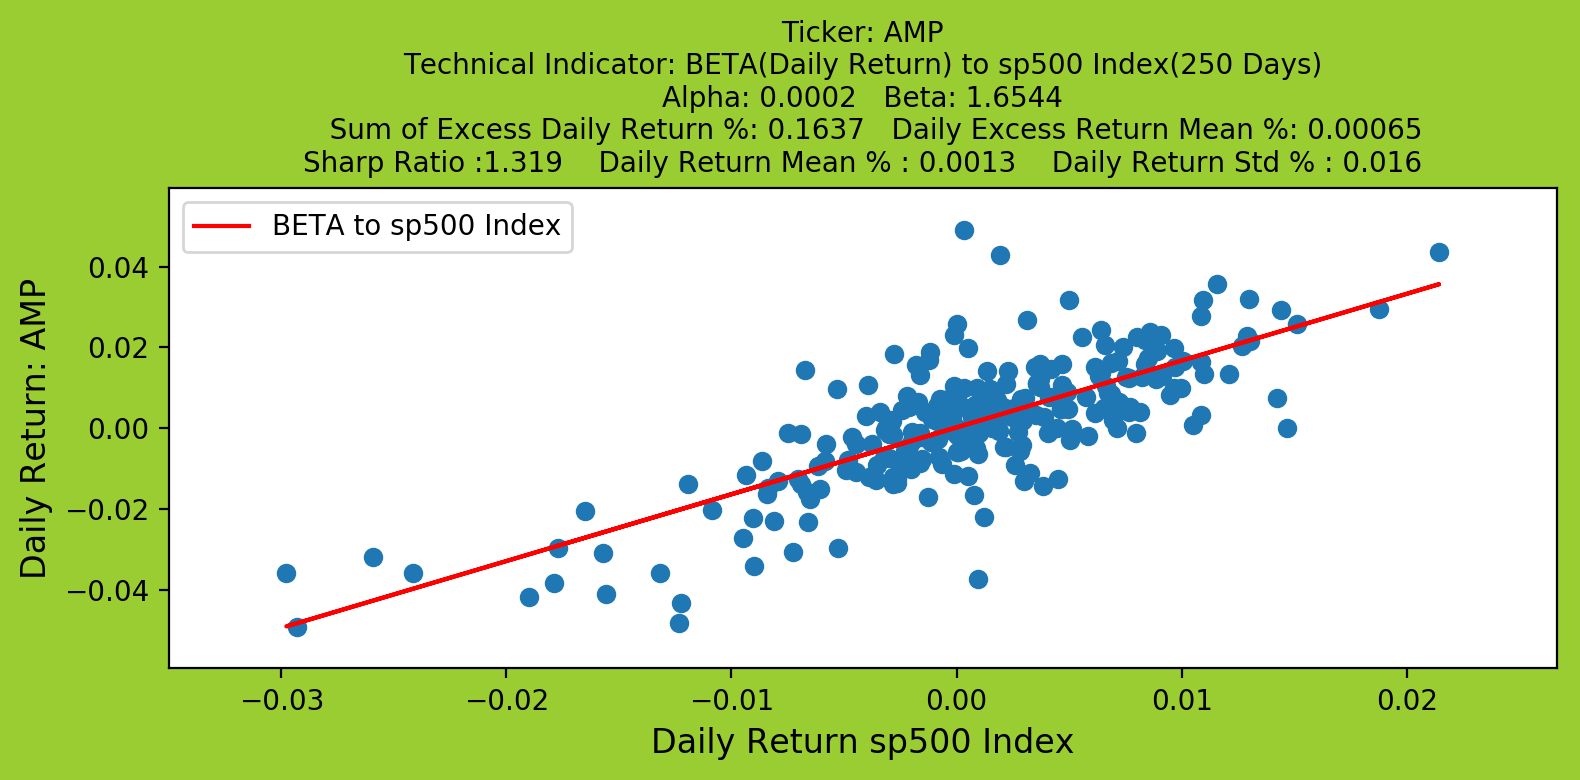 Ticker: AMP
Technical Indicator: BETA(Daily Return) to sp500 Index(250 Days)
Alpha: 0.0002 Beta: 1.6544
Sum of Excess Daily Return %: 0.1637 Daily Excess Return Mean %: 0.00065
Sharp Ratio :1.319 Daily Return Mean % : 0.0013 Daily Return Std % : 0.016
BETA to sp500 Index
Daily Return: AMP
0.04
0.02
0.00
−0.02
−0.04
−0.03 −0.02 −0.01 0.00 0.01 0.02
Daily Return sp500 Index